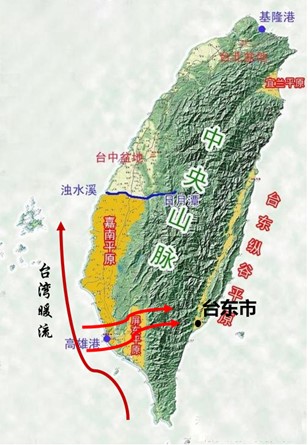 基隆港
台北盆地
宜兰平原
中央山脉
台中盆地
浊水溪
日月潭
嘉南平原
台东纵谷平原
台湾暖流
屏东平原
台东市
高雄港